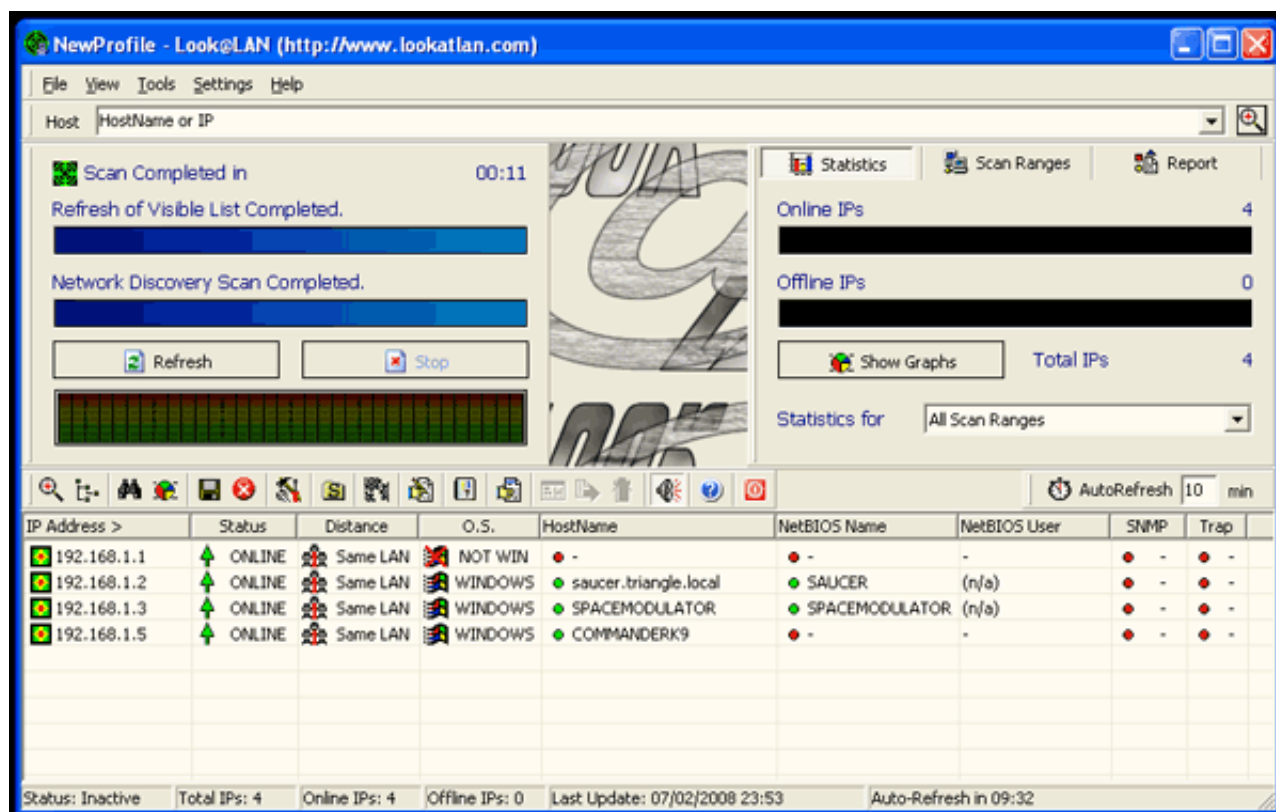 NewProfile - Look@LAN (http://www.lookatlan.com)
File View Tools Settings Help
Host HostName or IP
Scan Completed in 00:11
Refresh of Visible List Completed.
Network Discovery Scan Completed.
Refresh Stop
Statistics Scan Ranges Report
Online IPs 4
Offline IPs 0
Show Graphs Total IPs 4
Statistics for All Scan Ranges
AutoRefresh 10 min
IP Address > Status Distance O.S. HostName NetBIOS Name NetBIOS User SNMP Trap
192.168.1.1 ONLINE Same LAN NOT WIN - - - - -
192.168.1.2 ONLINE Same LAN WINDOWS saucer.triangle.local SAUCER (n/a) - -
192.168.1.3 ONLINE Same LAN WINDOWS SPACEMODULATOR SPACEMODULATOR (n/a) - -
192.168.1.5 ONLINE Same LAN WINDOWS COMMANDERK9 - - - -
Status: Inactive Total IPs: 4 Online IPs: 4 Offline IPs: 0 Last Update: 07/02/2008 23:53 Auto-Refresh in 09:32